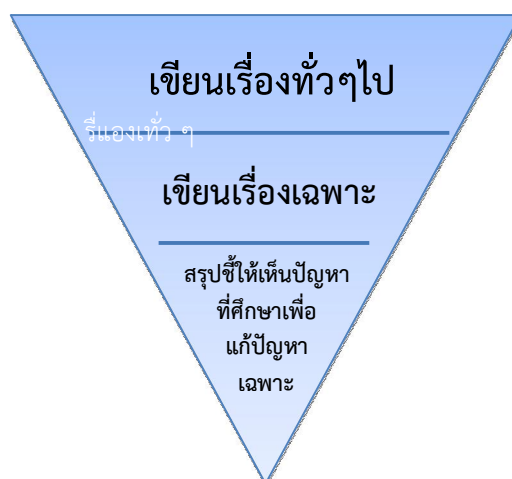 เขียนเรื่องทั่วๆไป
เขียนเรื่องเฉพาะ
สรุปชี้ให้เห็นปัญหา
ที่ศึกษาเพื่อ
แก้ปัญหา
เฉพาะ